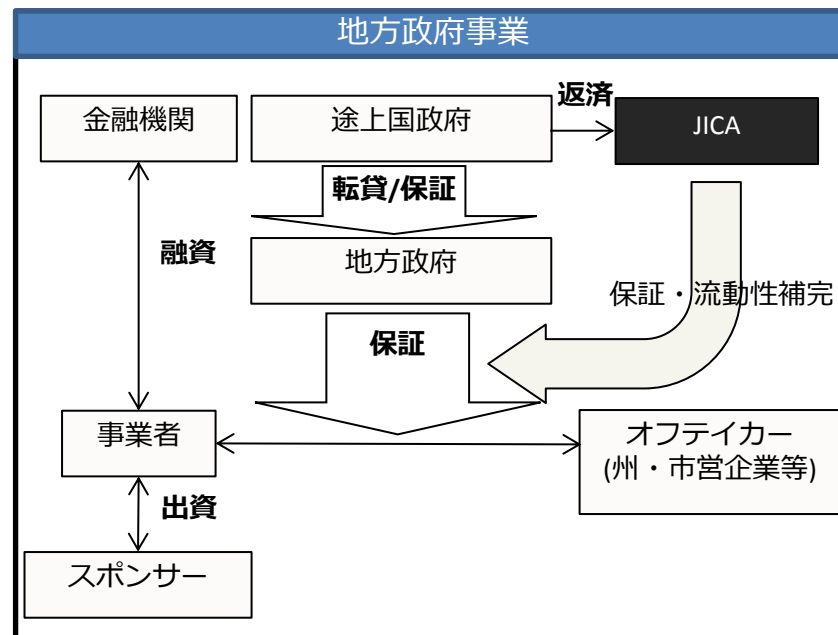 地方政府事業
金融機関
途上国政府
返済
JICA
転貸/保証
融資
地方政府
保証・流動性補完
保証
事業者
オフテイカー
(州・市営企業等)
出資
スポンサー